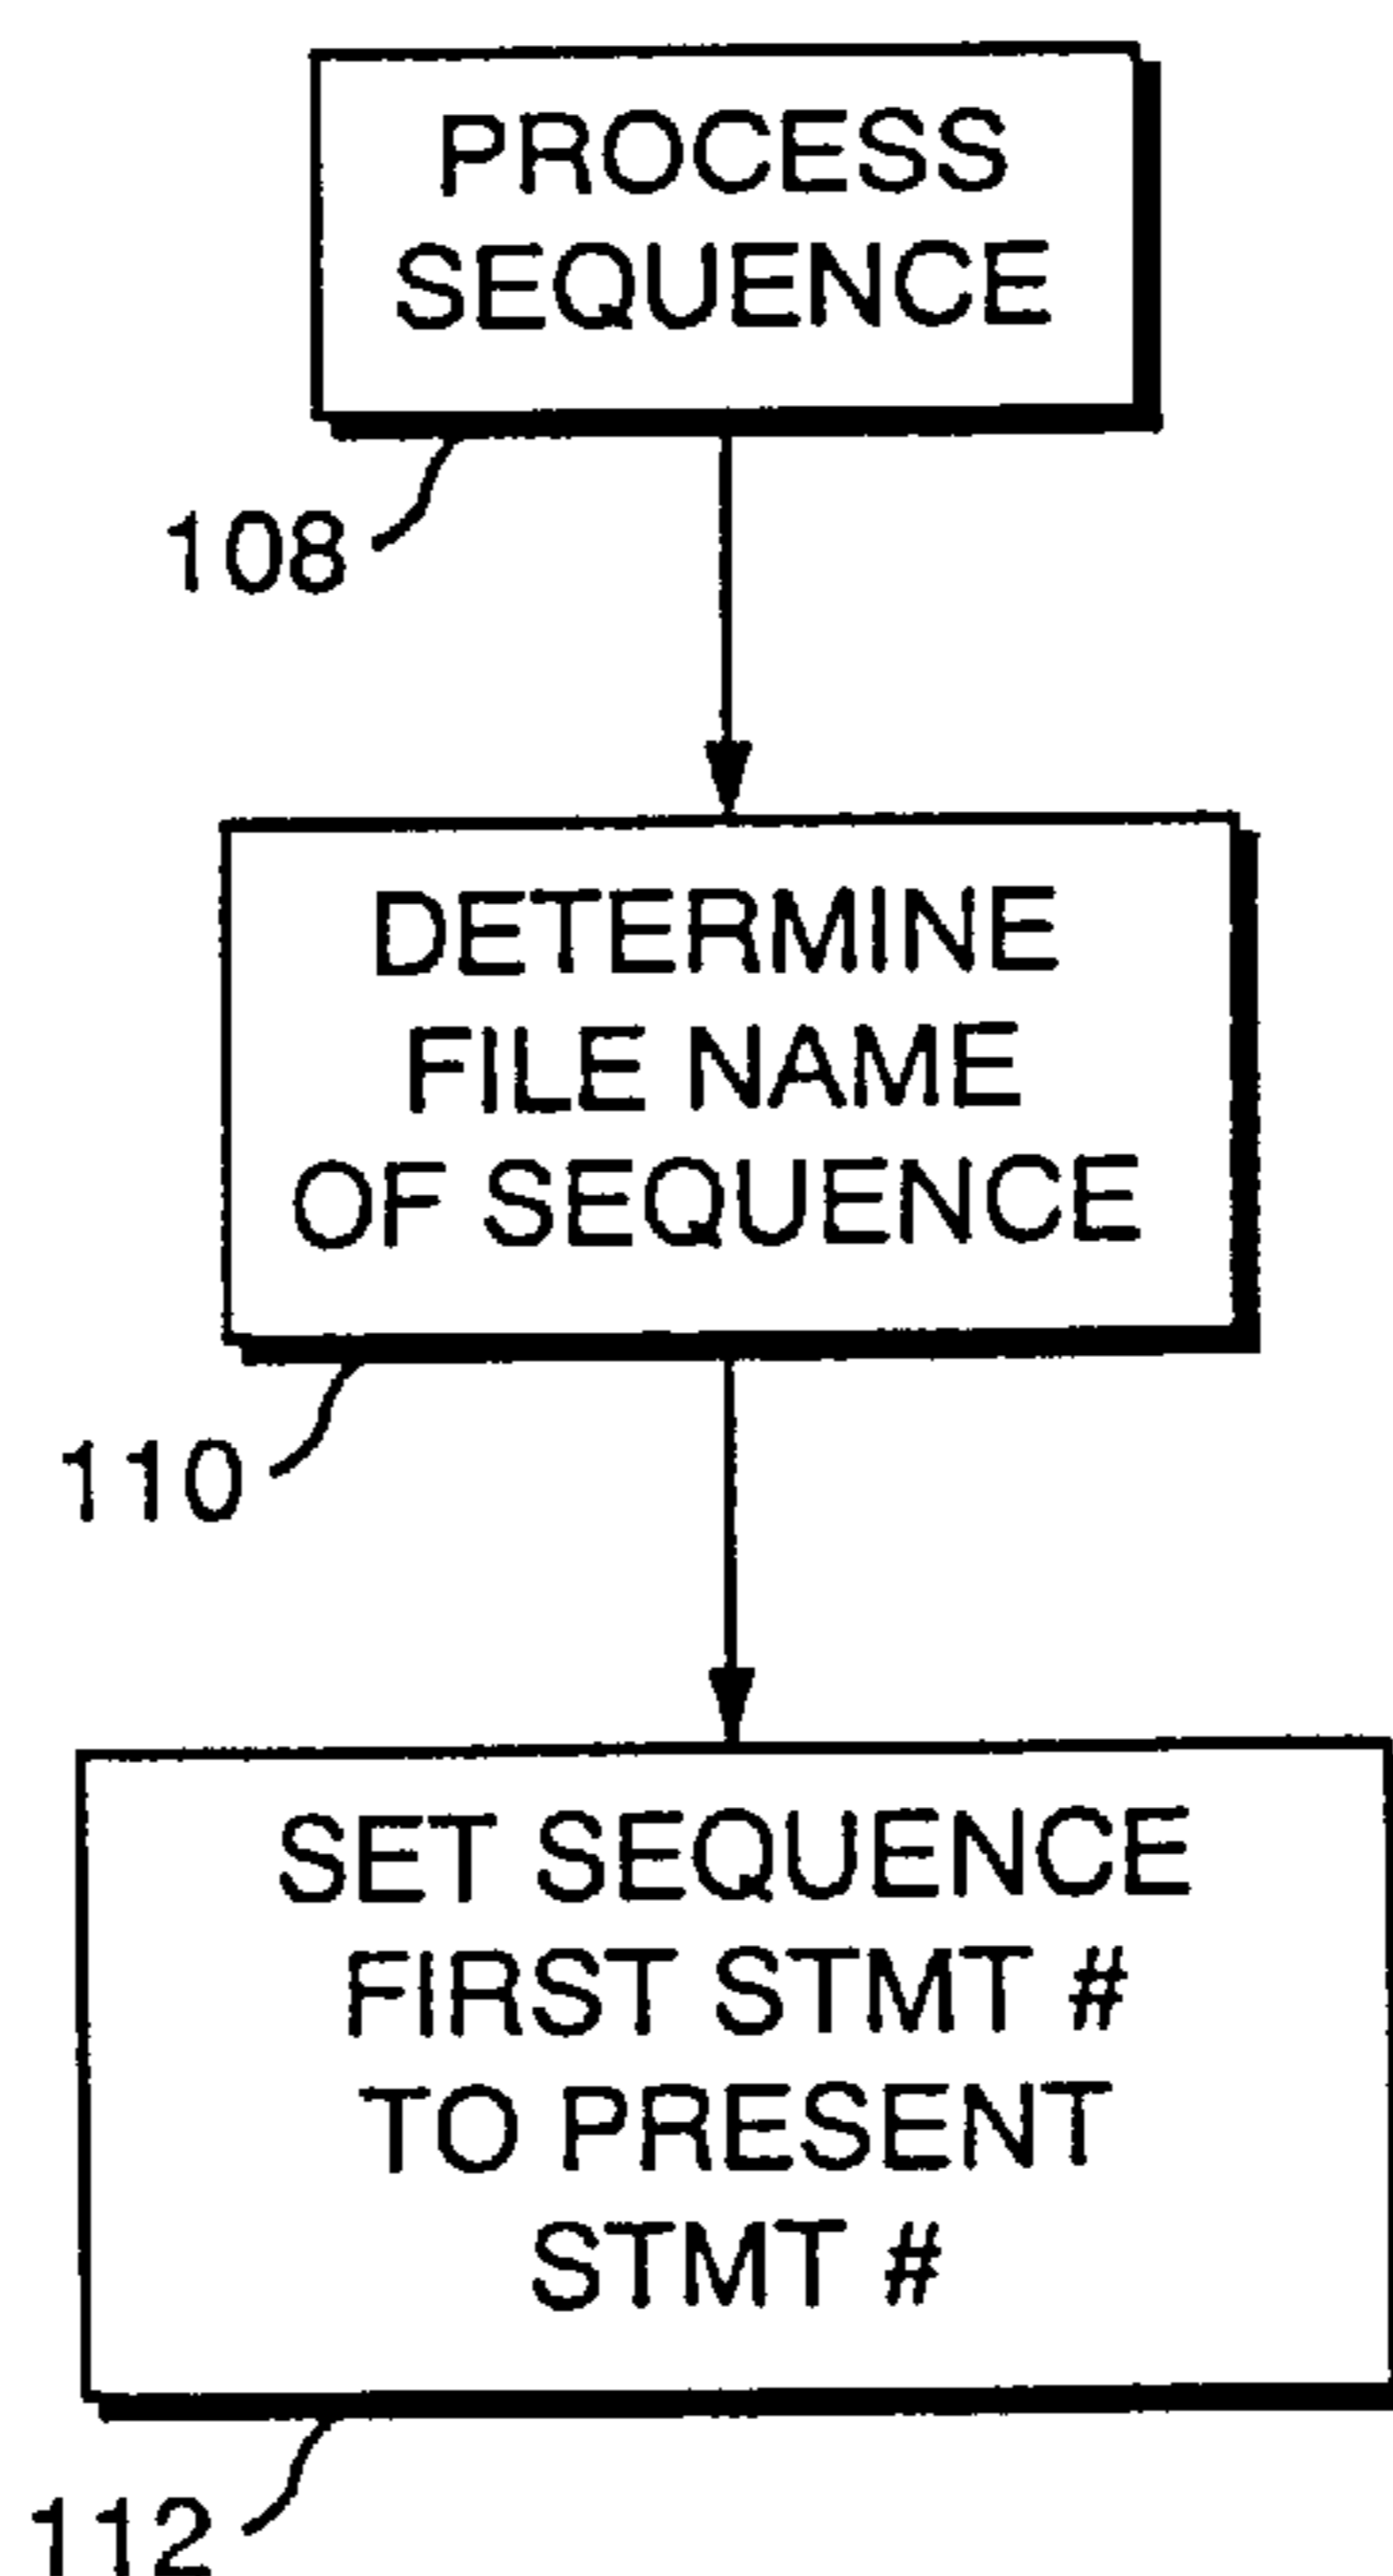 PROCESS
SEQUENCE
108
DETERMINE
FILE NAME
OF SEQUENCE
110
SET SEQUENCE
FIRST STMT #
TO PRESENT
STMT #
112